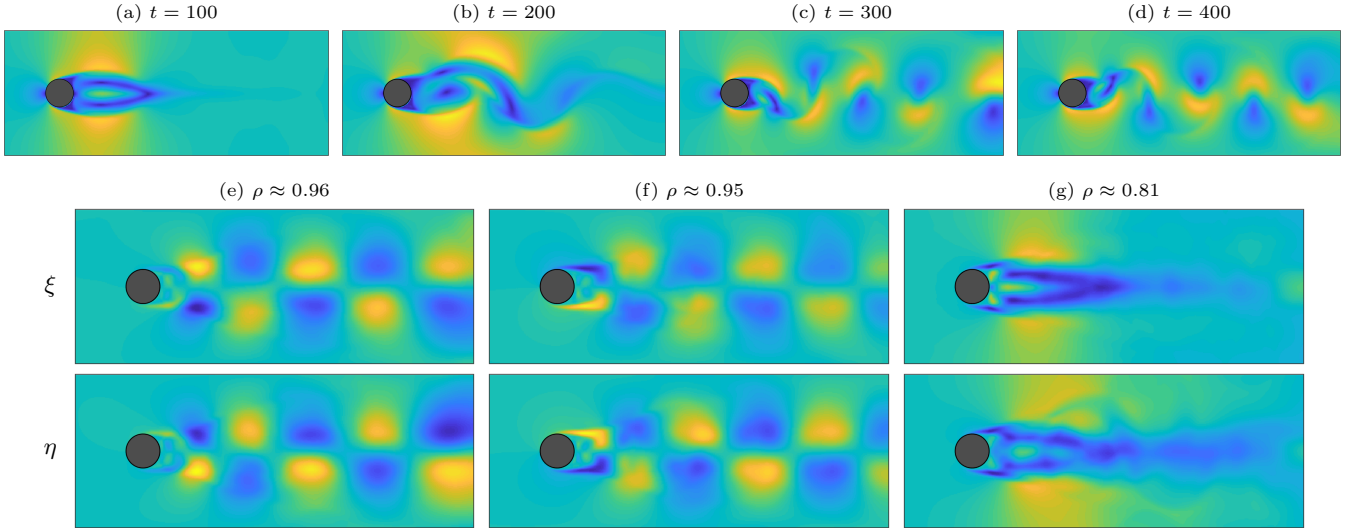 (a) t = 100 (b) t = 200 (c) t = 300 (d) t = 400
(e) ρ ≈ 0.96 (f) ρ ≈ 0.95 (g) ρ ≈ 0.81
ξ
η